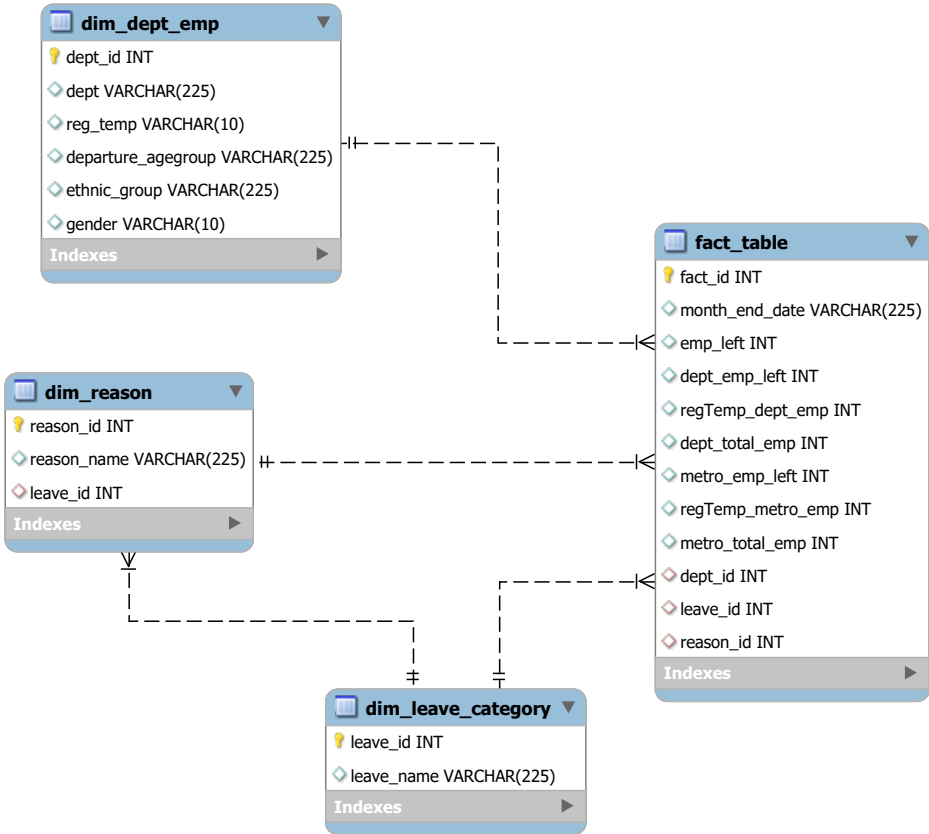 dim_dept_emp
dept_id INT
dept VARCHAR(225)
reg_temp VARCHAR(10)
departure_agegroup VARCHAR(225)
ethnic_group VARCHAR(225)
gender VARCHAR(10)
Indexes
fact_table
fact_id INT
month_end_date VARCHAR(225)
emp_left INT
dept_emp_left INT
regTemp_dept_emp INT
dept_total_emp INT
metro_emp_left INT
regTemp_metro_emp INT
metro_total_emp INT
dept_id INT
leave_id INT
reason_id INT
Indexes
dim_reason
reason_id INT
reason_name VARCHAR(225)
leave_id INT
Indexes
dim_leave_category
leave_id INT
leave_name VARCHAR(225)
Indexes